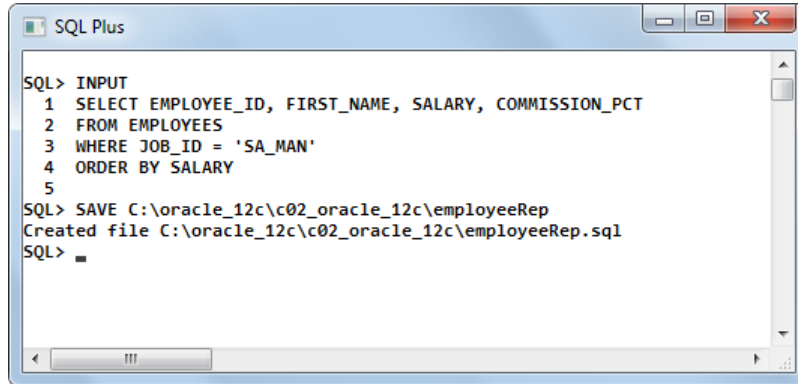 SQL Plus
SQL> INPUT
1 SELECT EMPLOYEE_ID, FIRST_NAME, SALARY, COMMISSION_PCT
2 FROM EMPLOYEES
3 WHERE JOB_ID = 'SA_MAN'
4 ORDER BY SALARY
5
SQL> SAVE C:\oracle_12c\c02_oracle_12c\employeeRep
Created file C:\oracle_12c\c02_oracle_12c\employeeRep.sql
SQL>